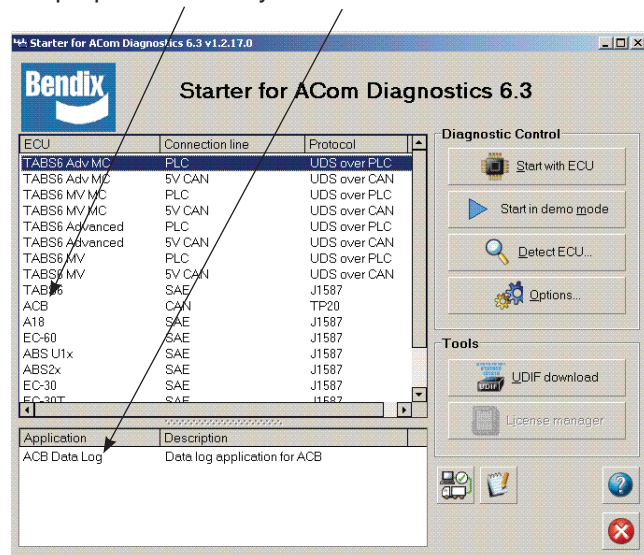 Starter for ACom Diagnostics 6.3 v1.2.17.0
Bendix
Starter for ACom Diagnostics 6.3
ECU Connection line Protocol
TABS6 Adv MC PLC UDS over PLC
TABS6 Adv MC 5V CAN UDS over CAN
TABS6 MV MC PLC UDS over PLC
TABS6 MV MC 5V CAN UDS over CAN
TABS6 Advanced PLC UDS over PLC
TABS6 Advanced 5V CAN UDS over CAN
TABS6 MV PLC UDS over PLC
TABS6 MV 5V CAN UDS over CAN
TABS6 SAE J1587
ACB CAN TP20
A18 SAE J1587
EC-60 SAE J1587
ABS U1x SAE J1587
ABS2x SAE J1587
EC-30 SAE J1587
EC-30T SAE J1587
Application Description
ACB Data Log Data log application for ACB
Diagnostic Control
Start with ECU
Start in demo mode
Detect ECU...
Options...
Tools
UDIF
UDIF download
License manager